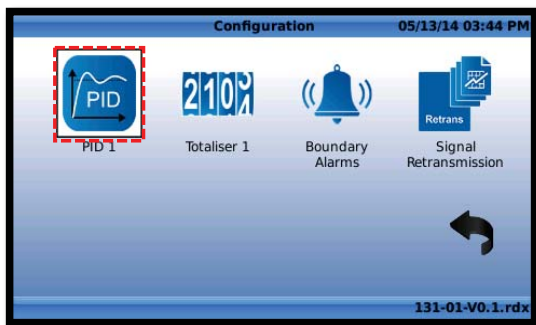 Configuration 05/13/14 03:44 PM
PID
2104
Retrans
PID 1
Totaliser 1
Boundary
Alarms
Signal
Retransmission
131-01-V0.1.rdx